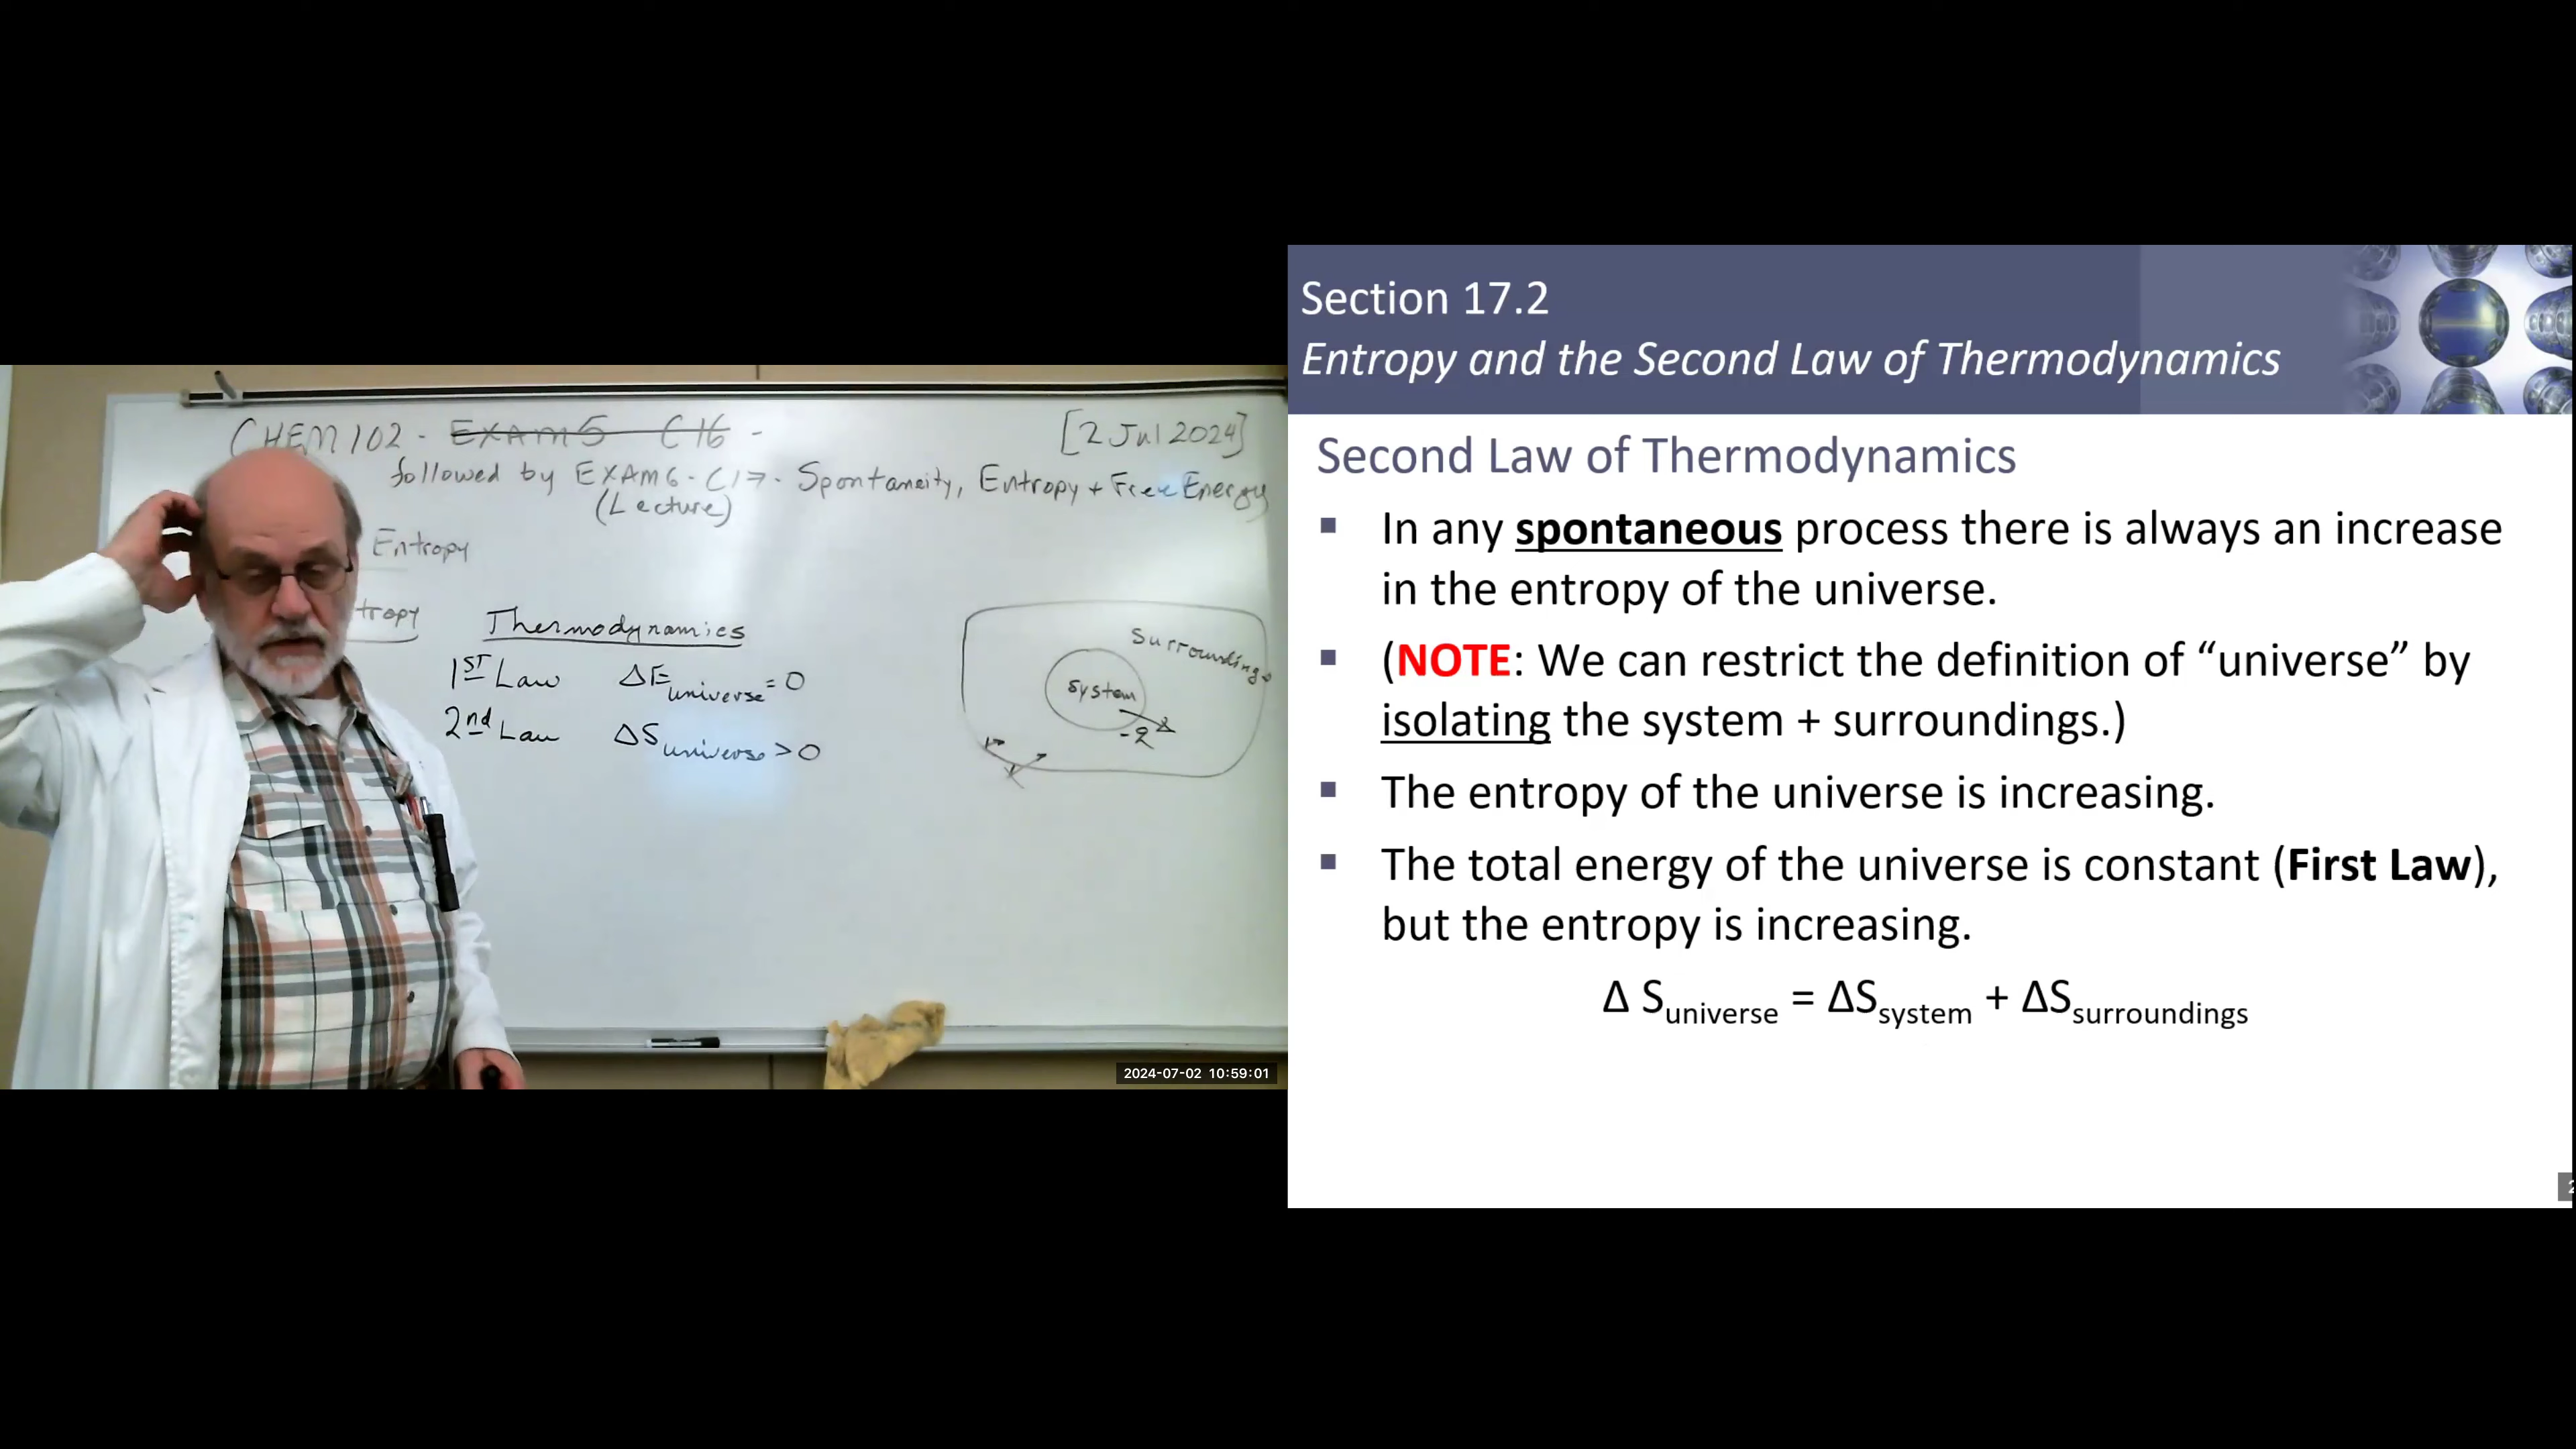 CHEM 102 - EXAM 5 C16 - [2 Jul 2024]
followed by EXAM 6 - C17 - Spontaneity, Entropy + Free Energy
(Lecture)
Entropy
tropy
Thermodynamics
1ST Law ΔE universe = 0
2nd Law ΔS universe > 0
Surroundings
system
-q
2024-07-02 10:59:01
Section 17.2
Entropy and the Second Law of Thermodynamics
Second Law of Thermodynamics
▪ In any spontaneous process there is always an increase
in the entropy of the universe.
▪ (NOTE: We can restrict the definition of “universe” by
isolating the system + surroundings.)
▪ The entropy of the universe is increasing.
▪ The total energy of the universe is constant (First Law),
but the entropy is increasing.
Δ Suniverse = ΔSsystem + ΔSsurroundings
2